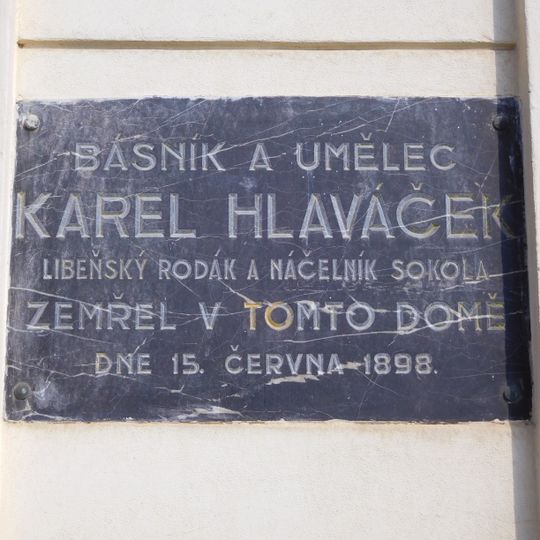 BÁSNÍK A UMĚLEC
KAREL HLAVÁČEK
LIBEŇSKÝ RODÁK A NÁČELNÍK SOKOLA
ZEMŘEL V TOMTO DOMĚ
DNE 15. ČERVNA 1898.